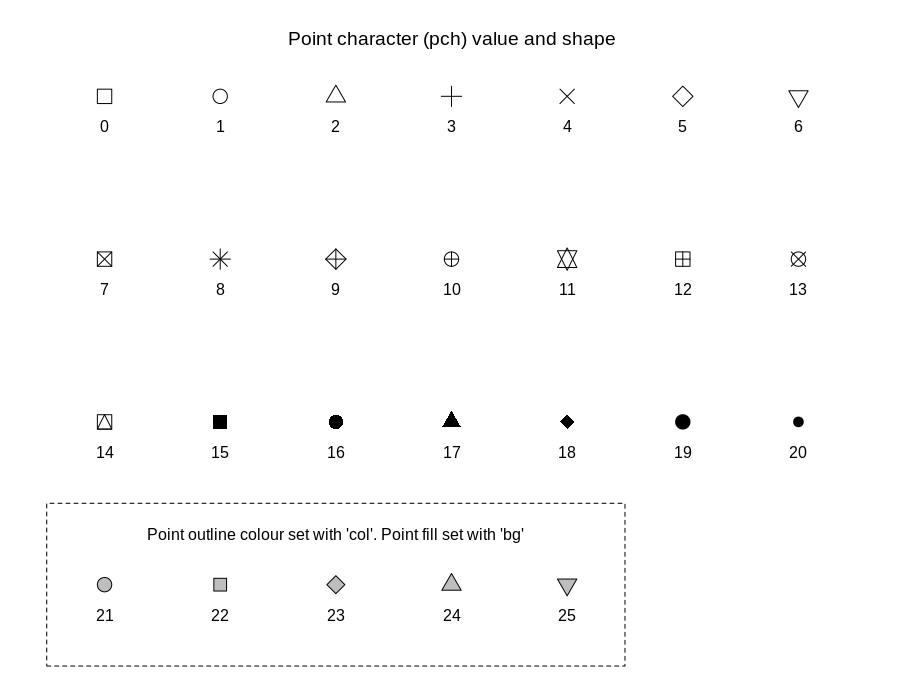 Point character (pch) value and shape
0 1 2 3 4 5 6
7 8 9 10 11 12 13
14 15 16 17 18 19 20
Point outline colour set with 'col'. Point fill set with 'bg'
21 22 23 24 25